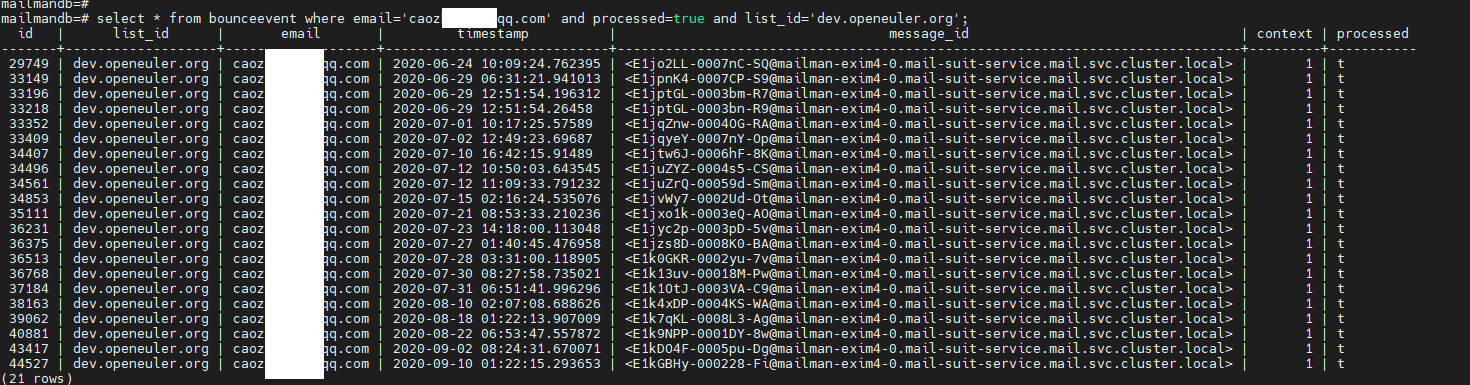 mailmandb=#
mailmandb=# select * from bounceevent where email='caoz qq.com' and processed=true and list_id='dev.openeuler.org';
id | list_id | email | timestamp | message_id | context | processed
-------+-------------------+-------------------+----------------------------+------------------------------------------------------------------------------+---------+-----------
29749 | dev.openeuler.org | caoz qq.com | 2020-06-24 10:09:24.762395 | <E1jo2LL-0007nC-SQ@mailman-exim4-0.mail-suit-service.mail.svc.cluster.local> | 1 | t
33149 | dev.openeuler.org | caoz qq.com | 2020-06-29 06:31:21.941013 | <E1jpnK4-0007CP-S9@mailman-exim4-0.mail-suit-service.mail.svc.cluster.local> | 1 | t
33196 | dev.openeuler.org | caoz qq.com | 2020-06-29 12:51:54.196312 | <E1jptGL-0003bm-R7@mailman-exim4-0.mail-suit-service.mail.svc.cluster.local> | 1 | t
33218 | dev.openeuler.org | caoz qq.com | 2020-06-29 12:51:54.26458 | <E1jptGL-0003bn-R9@mailman-exim4-0.mail-suit-service.mail.svc.cluster.local> | 1 | t
33352 | dev.openeuler.org | caoz qq.com | 2020-07-01 10:17:25.57589 | <E1jqZnw-0004OG-RA@mailman-exim4-0.mail-suit-service.mail.svc.cluster.local> | 1 | t
33409 | dev.openeuler.org | caoz qq.com | 2020-07-02 12:49:23.69687 | <E1jqyeY-0007nY-Op@mailman-exim4-0.mail-suit-service.mail.svc.cluster.local> | 1 | t
34407 | dev.openeuler.org | caoz qq.com | 2020-07-10 16:42:15.91489 | <E1jtw6J-0006hF-8K@mailman-exim4-0.mail-suit-service.mail.svc.cluster.local> | 1 | t
34496 | dev.openeuler.org | caoz qq.com | 2020-07-12 10:50:03.643545 | <E1juZYZ-0004s5-CS@mailman-exim4-0.mail-suit-service.mail.svc.cluster.local> | 1 | t
34561 | dev.openeuler.org | caoz qq.com | 2020-07-12 11:09:33.791232 | <E1juZrQ-00059d-Sm@mailman-exim4-0.mail-suit-service.mail.svc.cluster.local> | 1 | t
34853 | dev.openeuler.org | caoz qq.com | 2020-07-15 02:16:24.535076 | <E1jvWy7-0002Ud-Ot@mailman-exim4-0.mail-suit-service.mail.svc.cluster.local> | 1 | t
35111 | dev.openeuler.org | caoz qq.com | 2020-07-21 08:53:33.210236 | <E1jxo1k-0003eQ-AO@mailman-exim4-0.mail-suit-service.mail.svc.cluster.local> | 1 | t
36231 | dev.openeuler.org | caoz qq.com | 2020-07-23 14:18:00.113048 | <E1jyc2p-0003pD-5v@mailman-exim4-0.mail-suit-service.mail.svc.cluster.local> | 1 | t
36375 | dev.openeuler.org | caoz qq.com | 2020-07-27 01:40:45.476958 | <E1jzs8D-0008K0-BA@mailman-exim4-0.mail-suit-service.mail.svc.cluster.local> | 1 | t
36513 | dev.openeuler.org | caoz qq.com | 2020-07-28 03:31:00.118905 | <E1k0GKR-0002yu-7v@mailman-exim4-0.mail-suit-service.mail.svc.cluster.local> | 1 | t
36768 | dev.openeuler.org | caoz qq.com | 2020-07-30 08:27:58.735021 | <E1k13uv-00018M-Pw@mailman-exim4-0.mail-suit-service.mail.svc.cluster.local> | 1 | t
37184 | dev.openeuler.org | caoz qq.com | 2020-07-31 06:51:41.996296 | <E1k1OtJ-0003VA-C9@mailman-exim4-0.mail-suit-service.mail.svc.cluster.local> | 1 | t
38163 | dev.openeuler.org | caoz qq.com | 2020-08-10 02:07:08.688626 | <E1k4xDP-0004KS-WA@mailman-exim4-0.mail-suit-service.mail.svc.cluster.local> | 1 | t
39062 | dev.openeuler.org | caoz qq.com | 2020-08-18 01:22:13.907009 | <E1k7qKL-0008L3-Ag@mailman-exim4-0.mail-suit-service.mail.svc.cluster.local> | 1 | t
40881 | dev.openeuler.org | caoz qq.com | 2020-08-22 06:53:47.557872 | <E1k9NPP-0001DY-8w@mailman-exim4-0.mail-suit-service.mail.svc.cluster.local> | 1 | t
43417 | dev.openeuler.org | caoz qq.com | 2020-09-02 08:24:31.670071 | <E1kDO4F-0005pu-Dg@mailman-exim4-0.mail-suit-service.mail.svc.cluster.local> | 1 | t
44527 | dev.openeuler.org | caoz qq.com | 2020-09-10 01:22:15.293653 | <E1kGBHy-000228-Fi@mailman-exim4-0.mail-suit-service.mail.svc.cluster.local> | 1 | t
(21 rows)